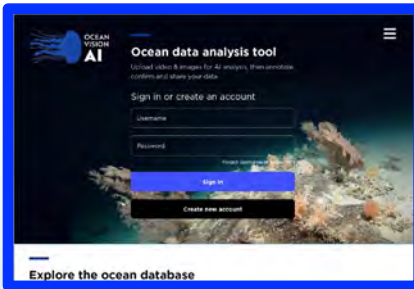 OCEAN
VISION
AI
Ocean data analysis tool
Upload video & images for AI analysis, then annotate,
confirm and share your data.
Sign in or create an account
Username
Password
Sign in
Create new account
Explore the ocean database